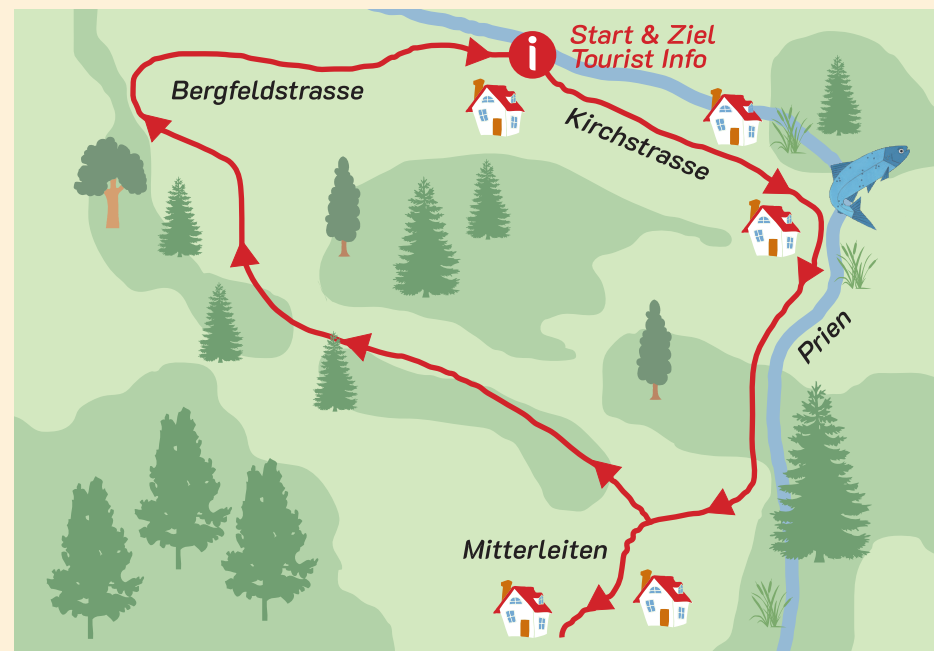 Start & Ziel
Tourist Info
i
Bergfeldstrasse
Kirchstrasse
Prien
Mitterleiten